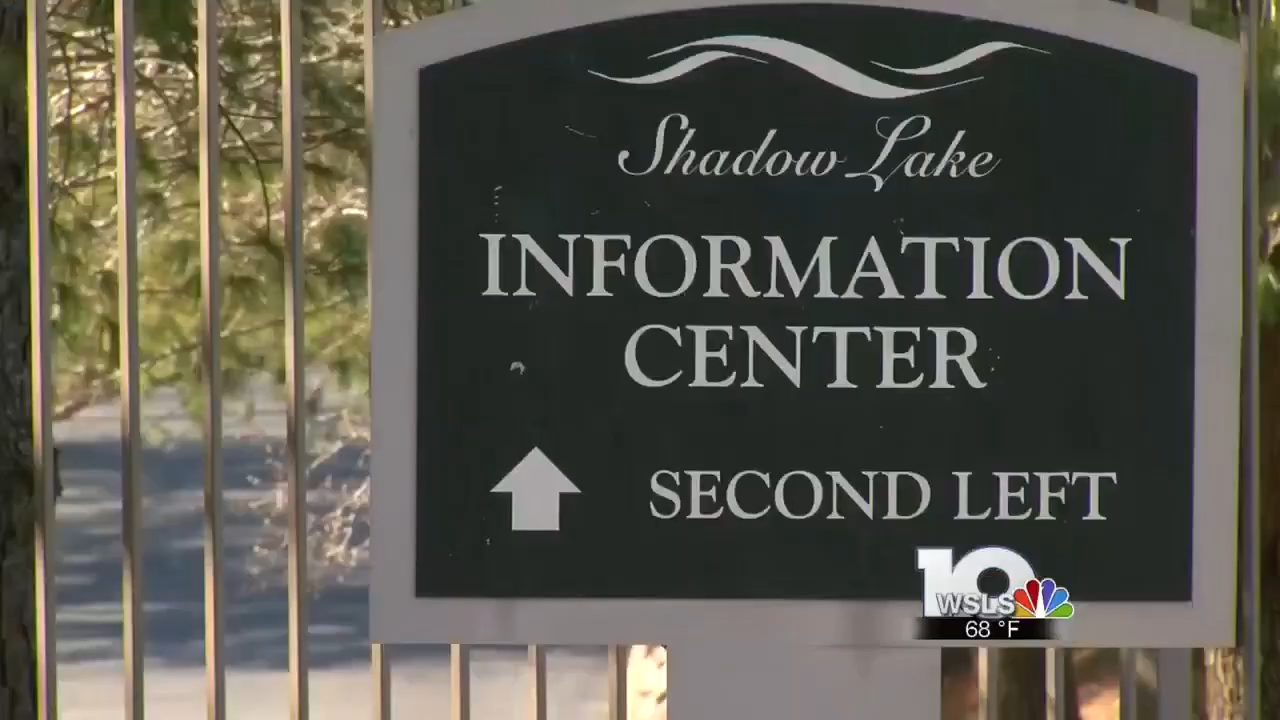 Shadow Lake
INFORMATION
CENTER
SECOND LEFT
10
WSLS
68 °F